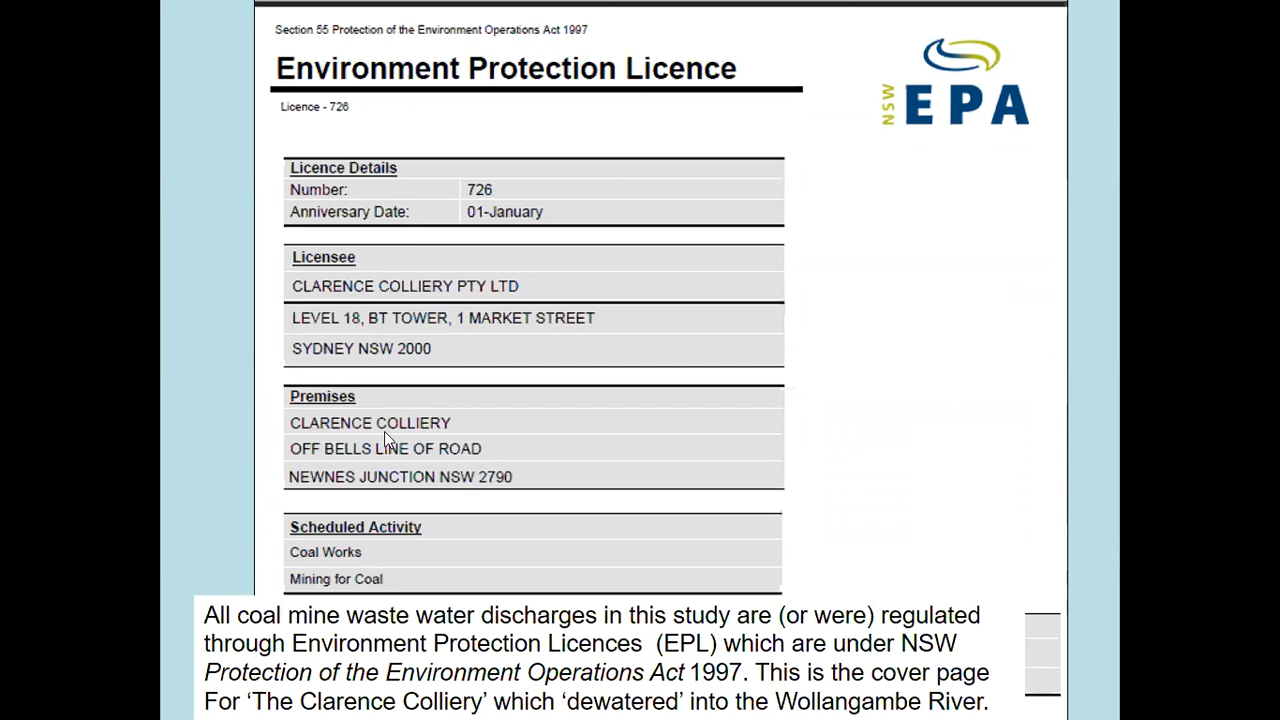 Section 55 Protection of the Environment Operations Act 1997
Environment Protection Licence
Licence - 726
NSW EPA
Licence Details
Number: 726
Anniversary Date: 01-January
Licensee
CLARENCE COLLIERY PTY LTD
LEVEL 18, BT TOWER, 1 MARKET STREET
SYDNEY NSW 2000
Premises
CLARENCE COLLIERY
OFF BELLS LINE OF ROAD
NEWNES JUNCTION NSW 2790
Scheduled Activity
Coal Works
Mining for Coal
All coal mine waste water discharges in this study are (or were) regulated
through Environment Protection Licences (EPL) which are under NSW
Protection of the Environment Operations Act 1997. This is the cover page
For ‘The Clarence Colliery’ which ‘dewatered’ into the Wollangambe River.